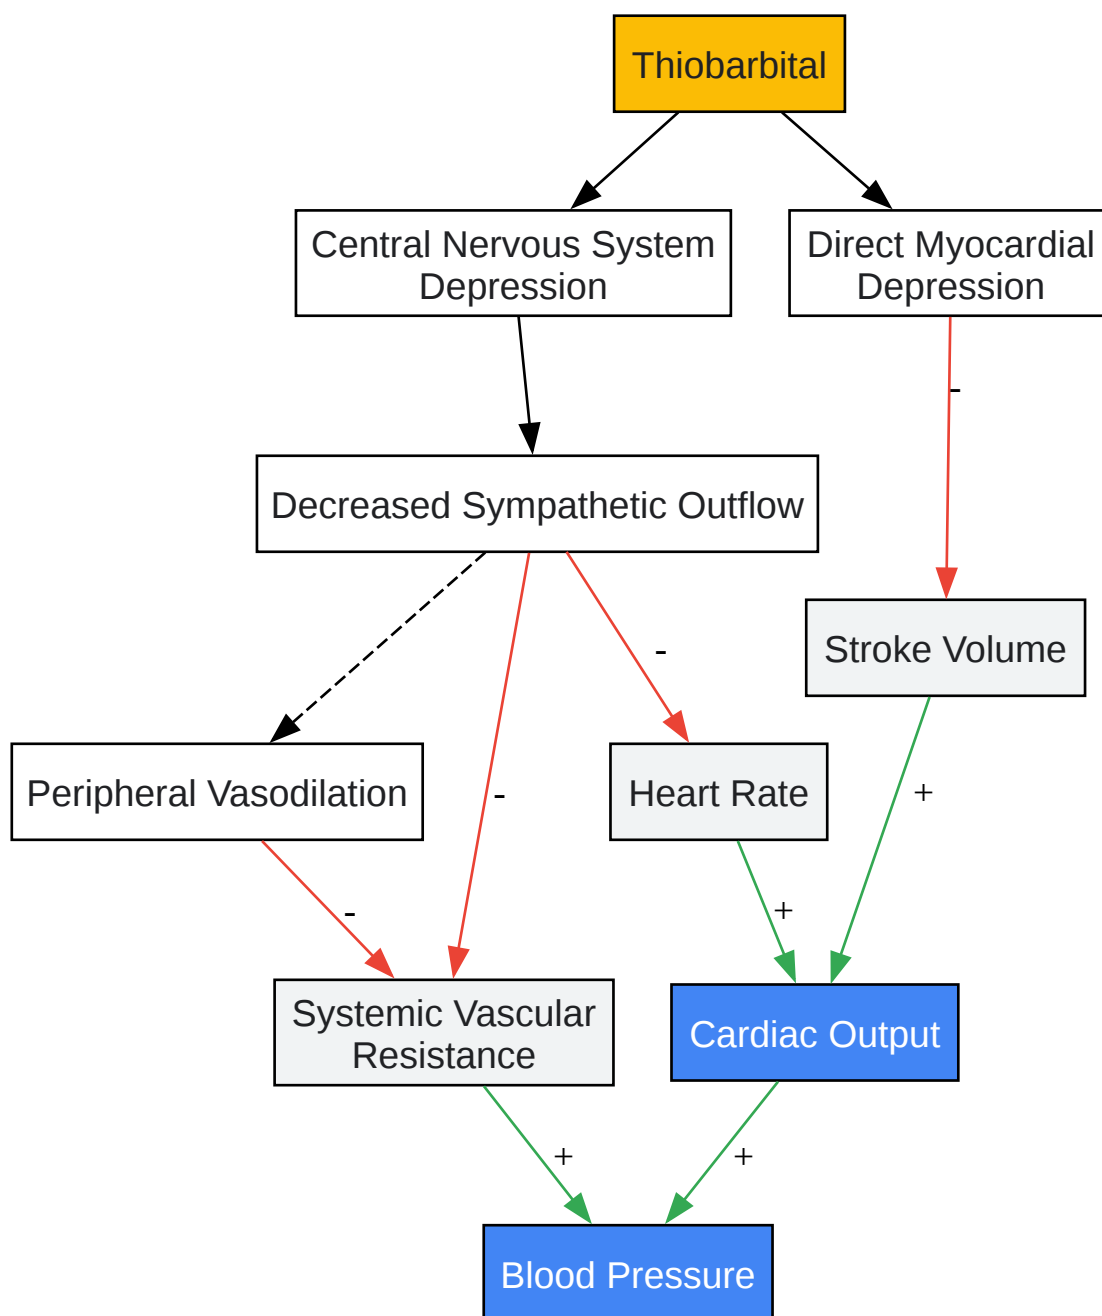 Thiobarbital
Central Nervous System
Depression
Direct Myocardial
Depression
-
Decreased Sympathetic Outflow
-
Stroke Volume
Peripheral Vasodilation
-
Heart Rate
+
-
+
Systemic Vascular
Resistance
Cardiac Output
+
+
Blood Pressure